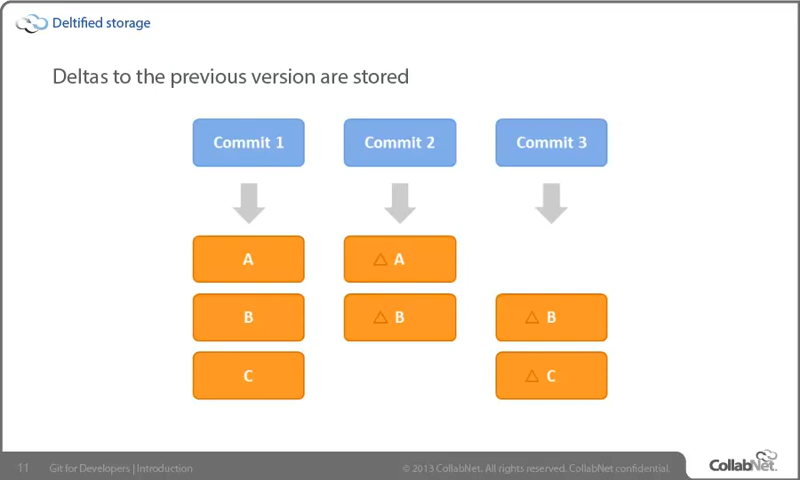 Deltified storage
Deltas to the previous version are stored
Commit 1
Commit 2
Commit 3
A
△ A
B
△ B
△ B
C
△ C
11 Git for Developers | Introduction
© 2013 CollabNet. All rights reserved. CollabNet confidential.
CollabNet.